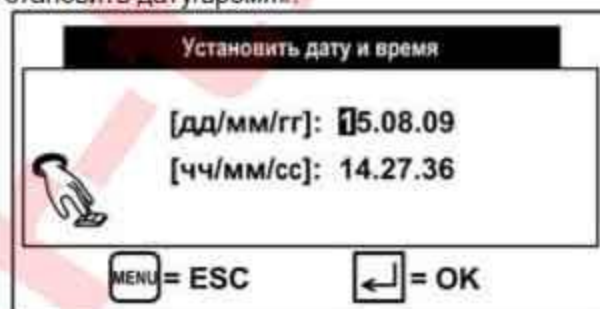 Установить дату и время
[дд/мм/гг]: 15.08.09
[чч/мм/сс]: 14.27.36
MENU = ESC ↵ = OK